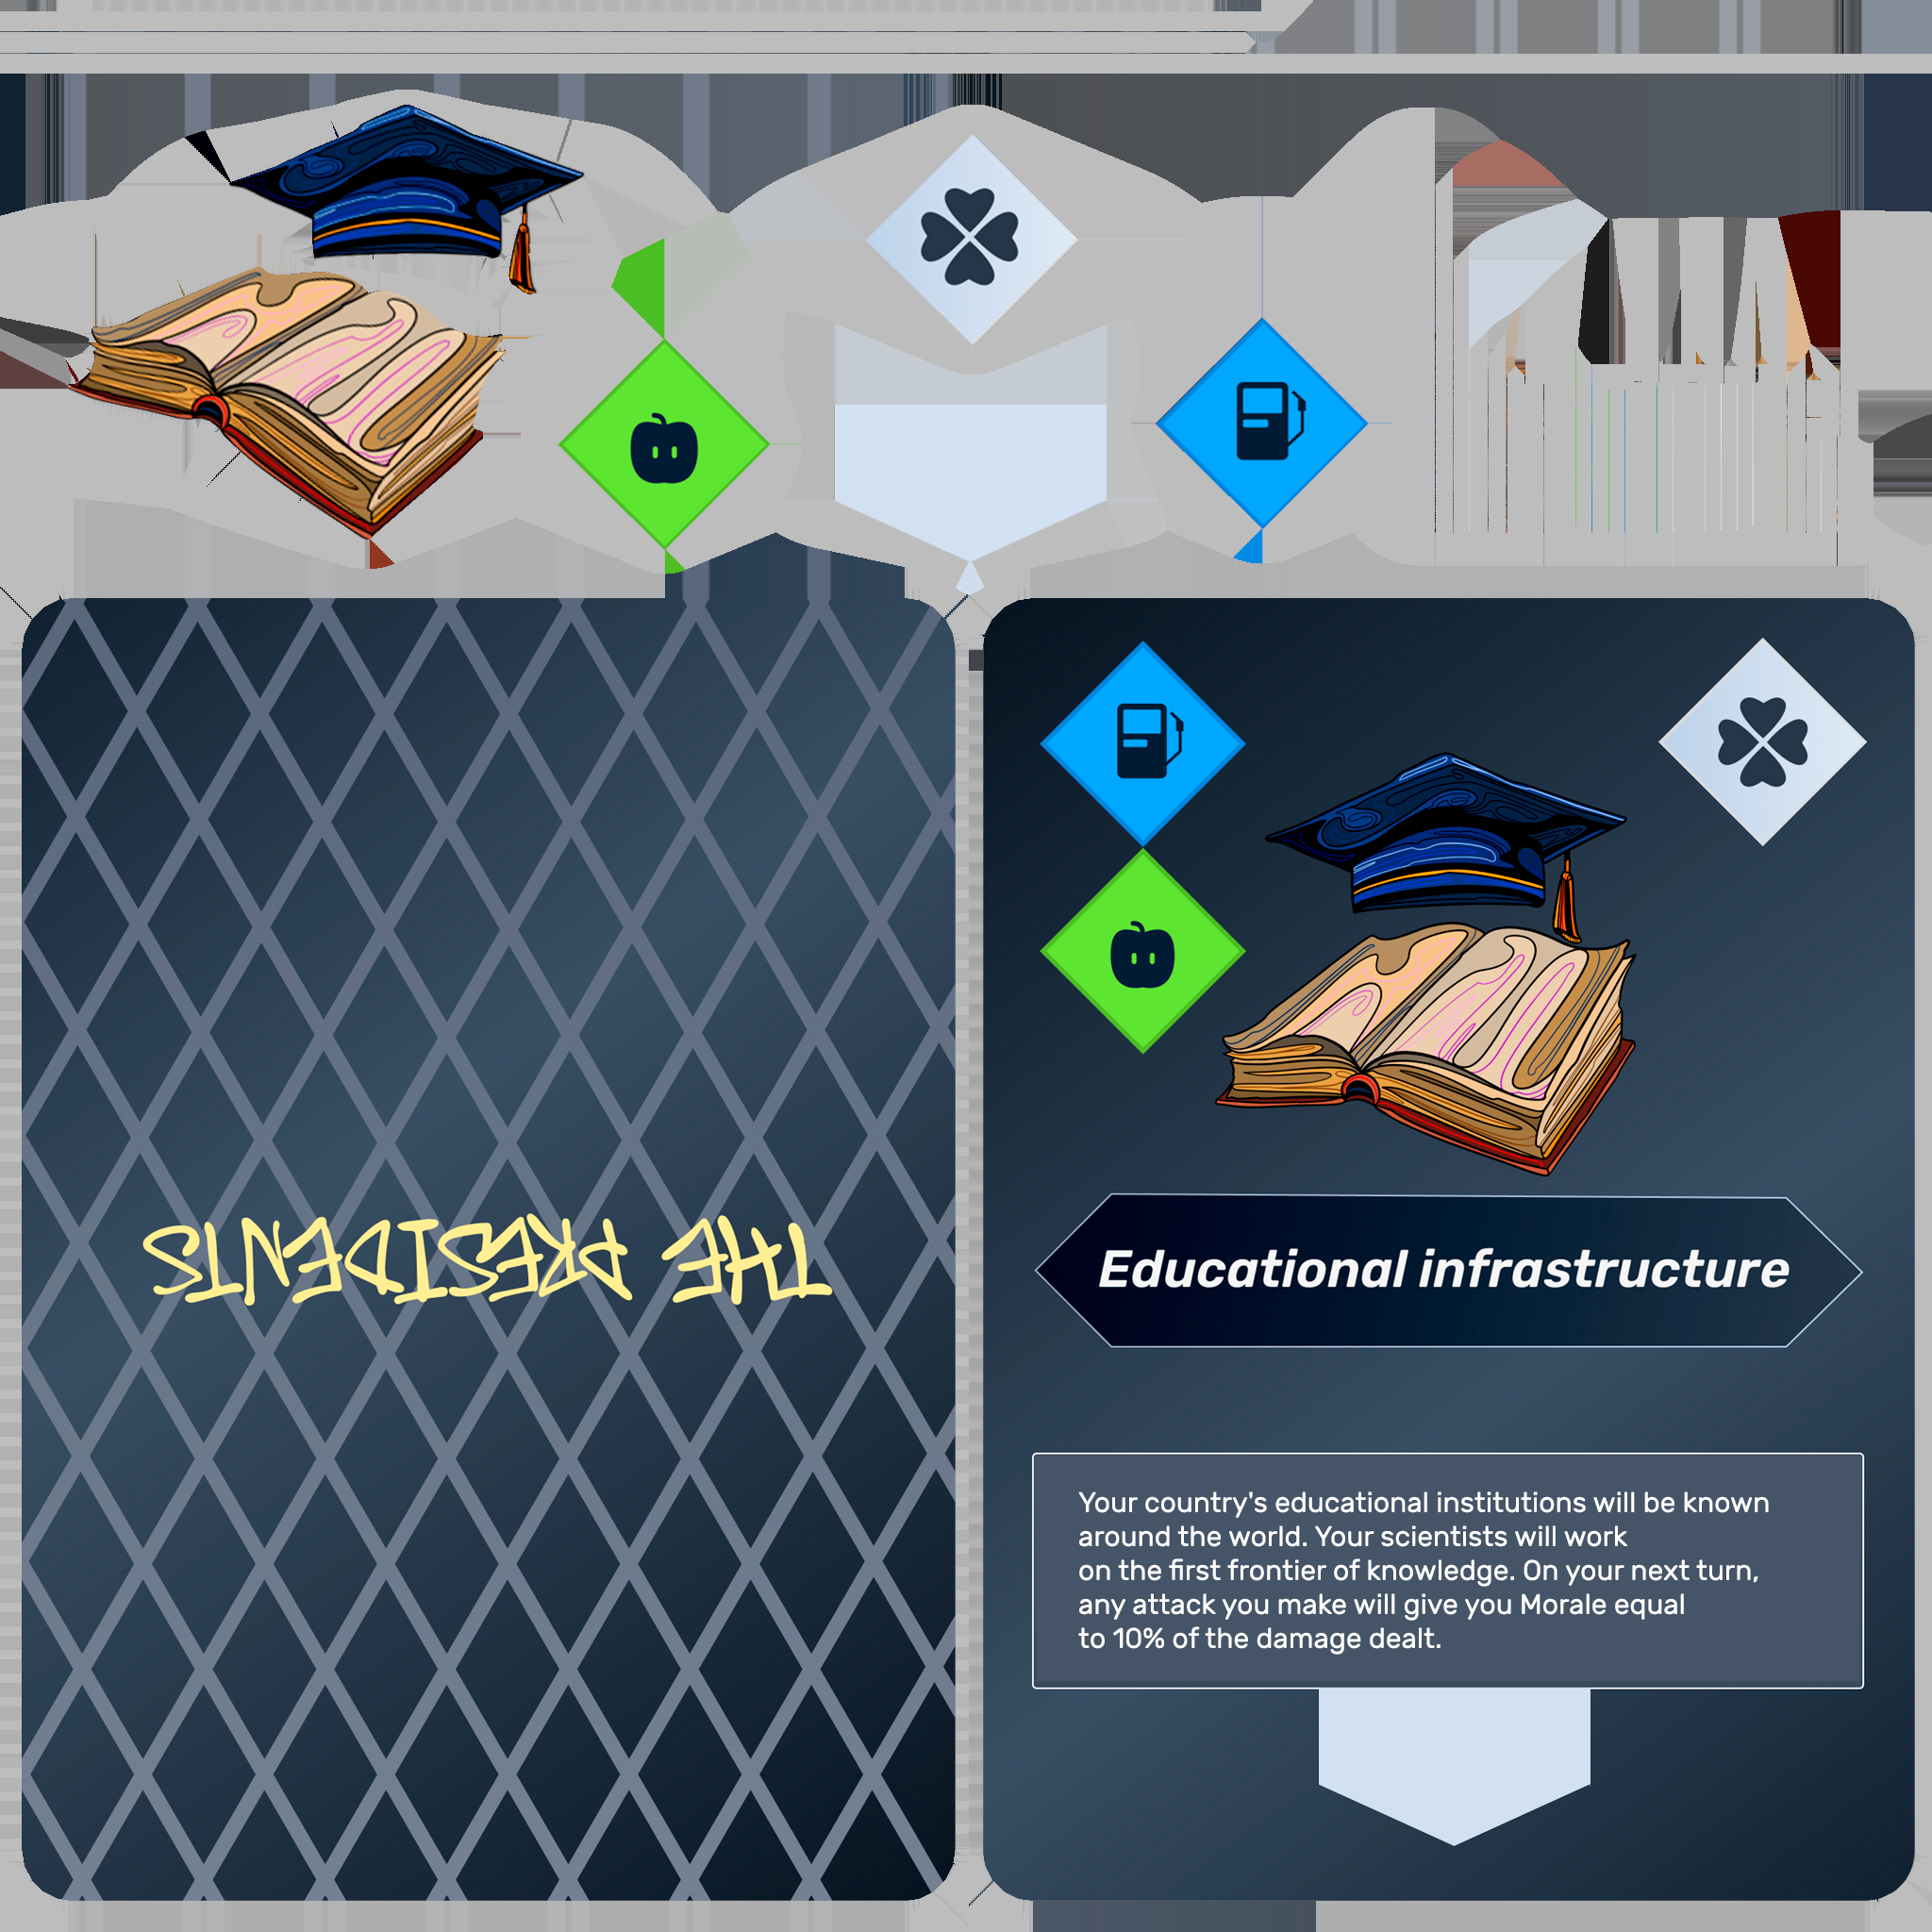 THE PRESIDENTS
Educational infrastructure
Your country's educational institutions will be known
around the world. Your scientists will work
on the first frontier of knowledge. On your next turn,
any attack you make will give you Morale equal
to 10% of the damage dealt.